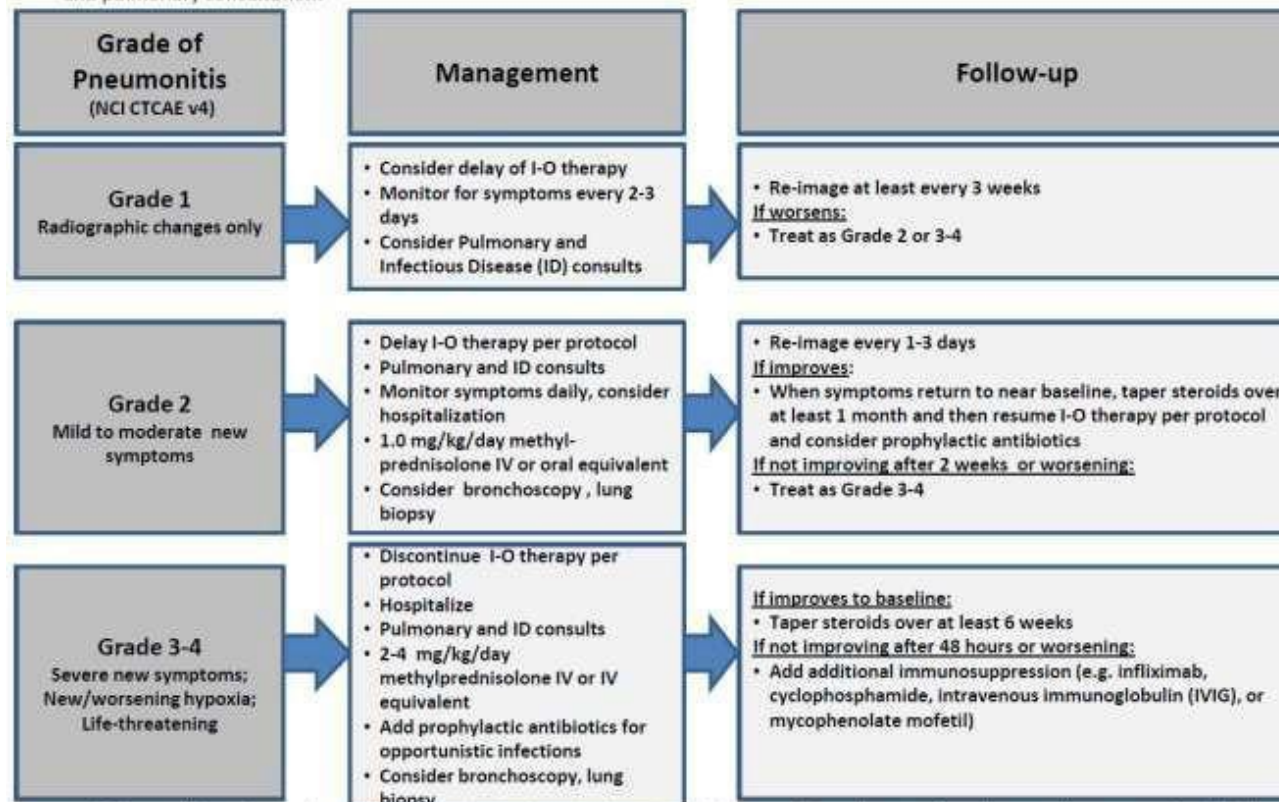 Grade of
Pneumonitis
(NCI CTCAE v4)
Management
Follow-up
Grade 1
Radiographic changes only
• Consider delay of I-O therapy
• Monitor for symptoms every 2-3
days
• Consider Pulmonary and
Infectious Disease (ID) consults
• Re-image at least every 3 weeks
If worsens:
• Treat as Grade 2 or 3-4
Grade 2
Mild to moderate new
symptoms
• Delay I-O therapy per protocol
• Pulmonary and ID consults
• Monitor symptoms daily, consider
hospitalization
• 1.0 mg/kg/day methyl-
prednisolone IV or oral equivalent
• Consider bronchoscopy , lung
biopsy
• Re-image every 1-3 days
If improves:
• When symptoms return to near baseline, taper steroids over
at least 1 month and then resume I-O therapy per protocol
and consider prophylactic antibiotics
If not improving after 2 weeks or worsening:
• Treat as Grade 3-4
Grade 3-4
Severe new symptoms;
New/worsening hypoxia;
Life-threatening
• Discontinue I-O therapy per
protocol
• Hospitalize
• Pulmonary and ID consults
• 2-4 mg/kg/day
methylprednisolone IV or IV
equivalent
• Add prophylactic antibiotics for
opportunistic infections
• Consider bronchoscopy, lung
biopsy
If improves to baseline:
• Taper steroids over at least 6 weeks
If not improving after 48 hours or worsening:
• Add additional immunosuppression (e.g. infliximab,
cyclophosphamide, intravenous immunoglobulin (IVIG), or
mycophenolate mofetil)